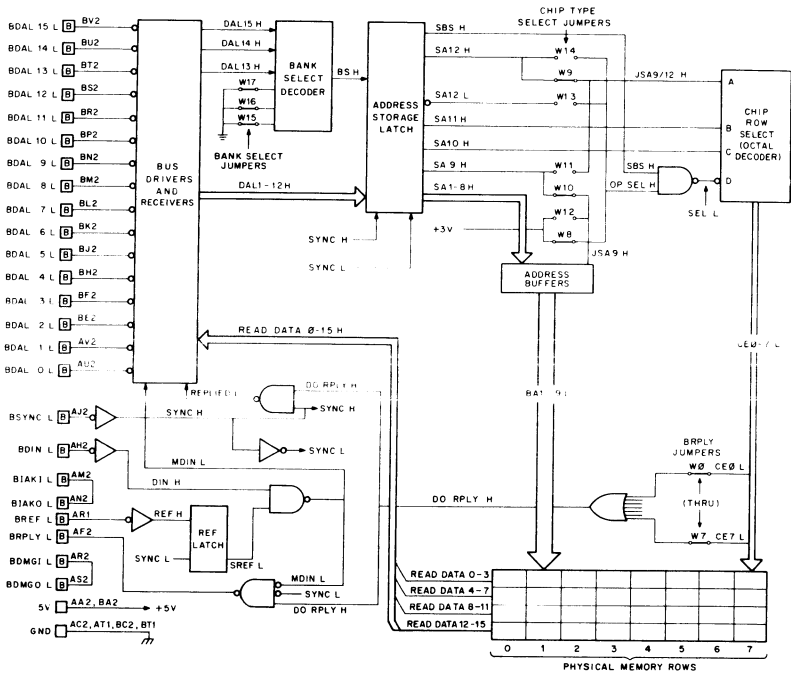 BDAL 15 L B BV2
BDAL 14 L B BU2
BDAL 13 L B BT2
BDAL 12 L B BS2
BDAL 11 L B BR2
BDAL 10 L B BP2
BDAL 9 L B BN2
BDAL 8 L B BM2
BDAL 7 L B BL2
BDAL 6 L B BK2
BDAL 5 L B BJ2
BDAL 4 L B BH2
BDAL 3 L B BF2
BDAL 2 L B BE2
BDAL 1 L B AV2
BDAL 0 L B AU2
BUS
DRIVERS
AND
RECEIVERS
DAL 15 H
DAL 14 H
DAL 13 H
W17
W16
W15
BANK SELECT
JUMPERS
BANK
SELECT
DECODER
BS H
DAL1-12H
ADDRESS
STORAGE
LATCH
SYNC H
SYNC L
CHIP TYPE
SELECT JUMPERS
SBS H
SA12 H
W14
W9
JSA9/12 H
SA12 L
W13
SA11 H
SA10 H
SA 9 H
W11
SA1-8 H
W10
W12
+3V
W8
JSA9 H
SBS H
OP SEL H
SEL L
A
B
C
D
CHIP
ROW
SELECT
(OCTAL
DECODER)
ADDRESS
BUFFERS
READ DATA Ø-15 H
REPLIED L
DO RPLY H
BSYNC L B AJ2
SYNC H
SYNC H
SYNC L
BDIN L B AH2
MDIN L
DIN H
BIAKI L B AM2
BIAKO L B AN2
BREF L B AR1
REF H
REF
LATCH
SYNC L
SREF L
BRPLY L B AF2
BDMGI L B AR2
BDMGO L B AS2
MDIN L
SYNC L
DO RPLY H
5V AA2, BA2 +5V
GND AC2, AT1, BC2, BT1
DO RPLY H
BRPLY
JUMPERS
WØ CEØ L
(THRU)
W7 CE7 L
READ DATA 0-3
READ DATA 4-7
READ DATA 8-11
READ DATA 12-15
0 1 2 3 4 5 6 7
PHYSICAL MEMORY ROWS